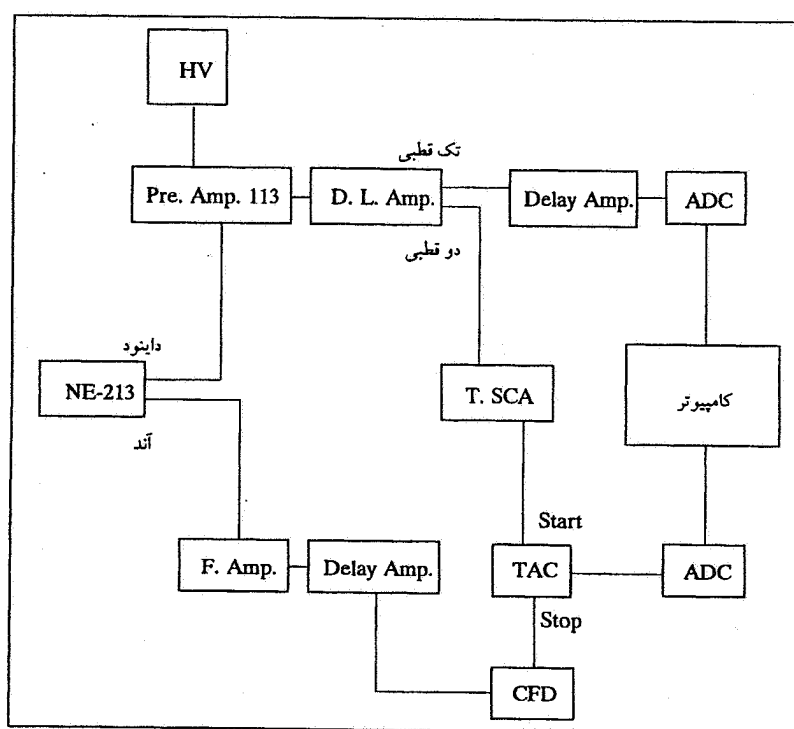 HV
تک قطبی
Pre. Amp. 113
D. L. Amp.
Delay Amp.
ADC
دو قطبی
داینود
NE-213
T. SCA
کامپیوتر
آند
Start
F. Amp.
Delay Amp.
TAC
ADC
Stop
CFD